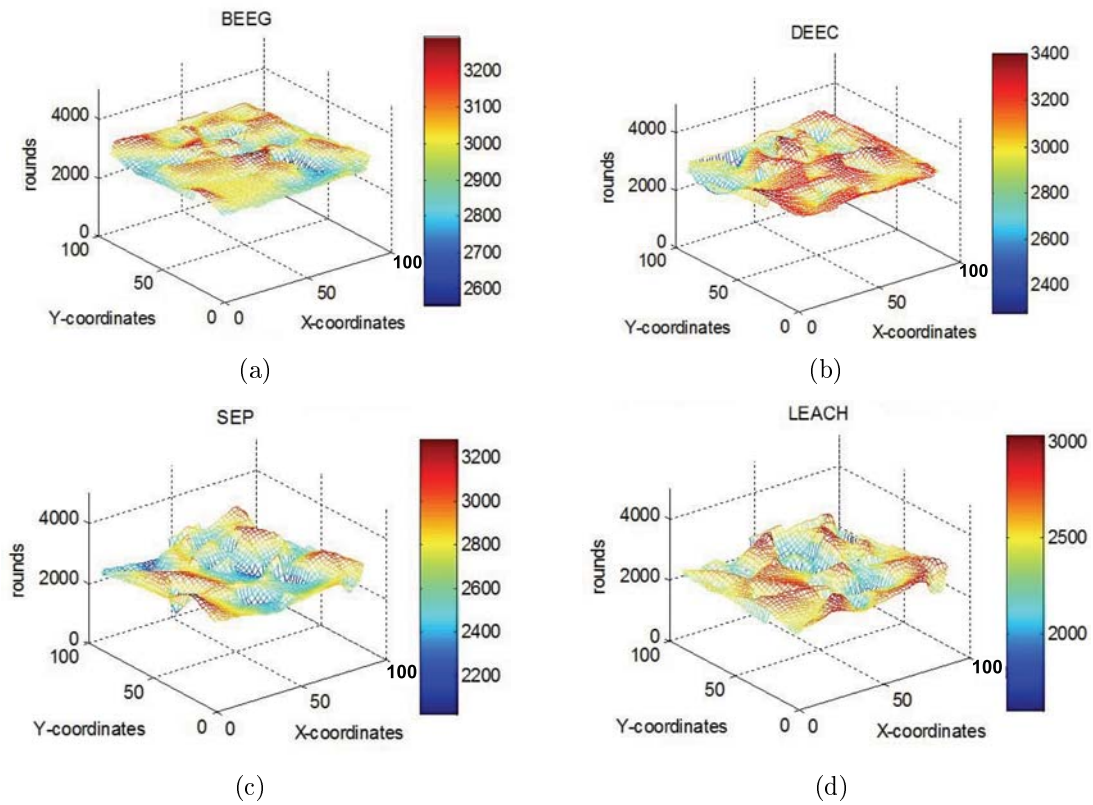 BEEG
4000
2000
0
rounds
100
50
0
Y-coordinates
0
50
100
X-coordinates
3200
3100
3000
2900
2800
2700
2600
(a)
DEEC
4000
2000
0
rounds
100
50
0
Y-coordinates
0
50
100
X-coordinates
3400
3200
3000
2800
2600
2400
(b)
SEP
4000
2000
0
rounds
100
50
0
Y-coordinates
0
50
100
X-coordinates
3200
3000
2800
2600
2400
2200
(c)
LEACH
4000
2000
0
rounds
100
50
0
Y-coordinates
0
50
100
X-coordinates
3000
2500
2000
(d)